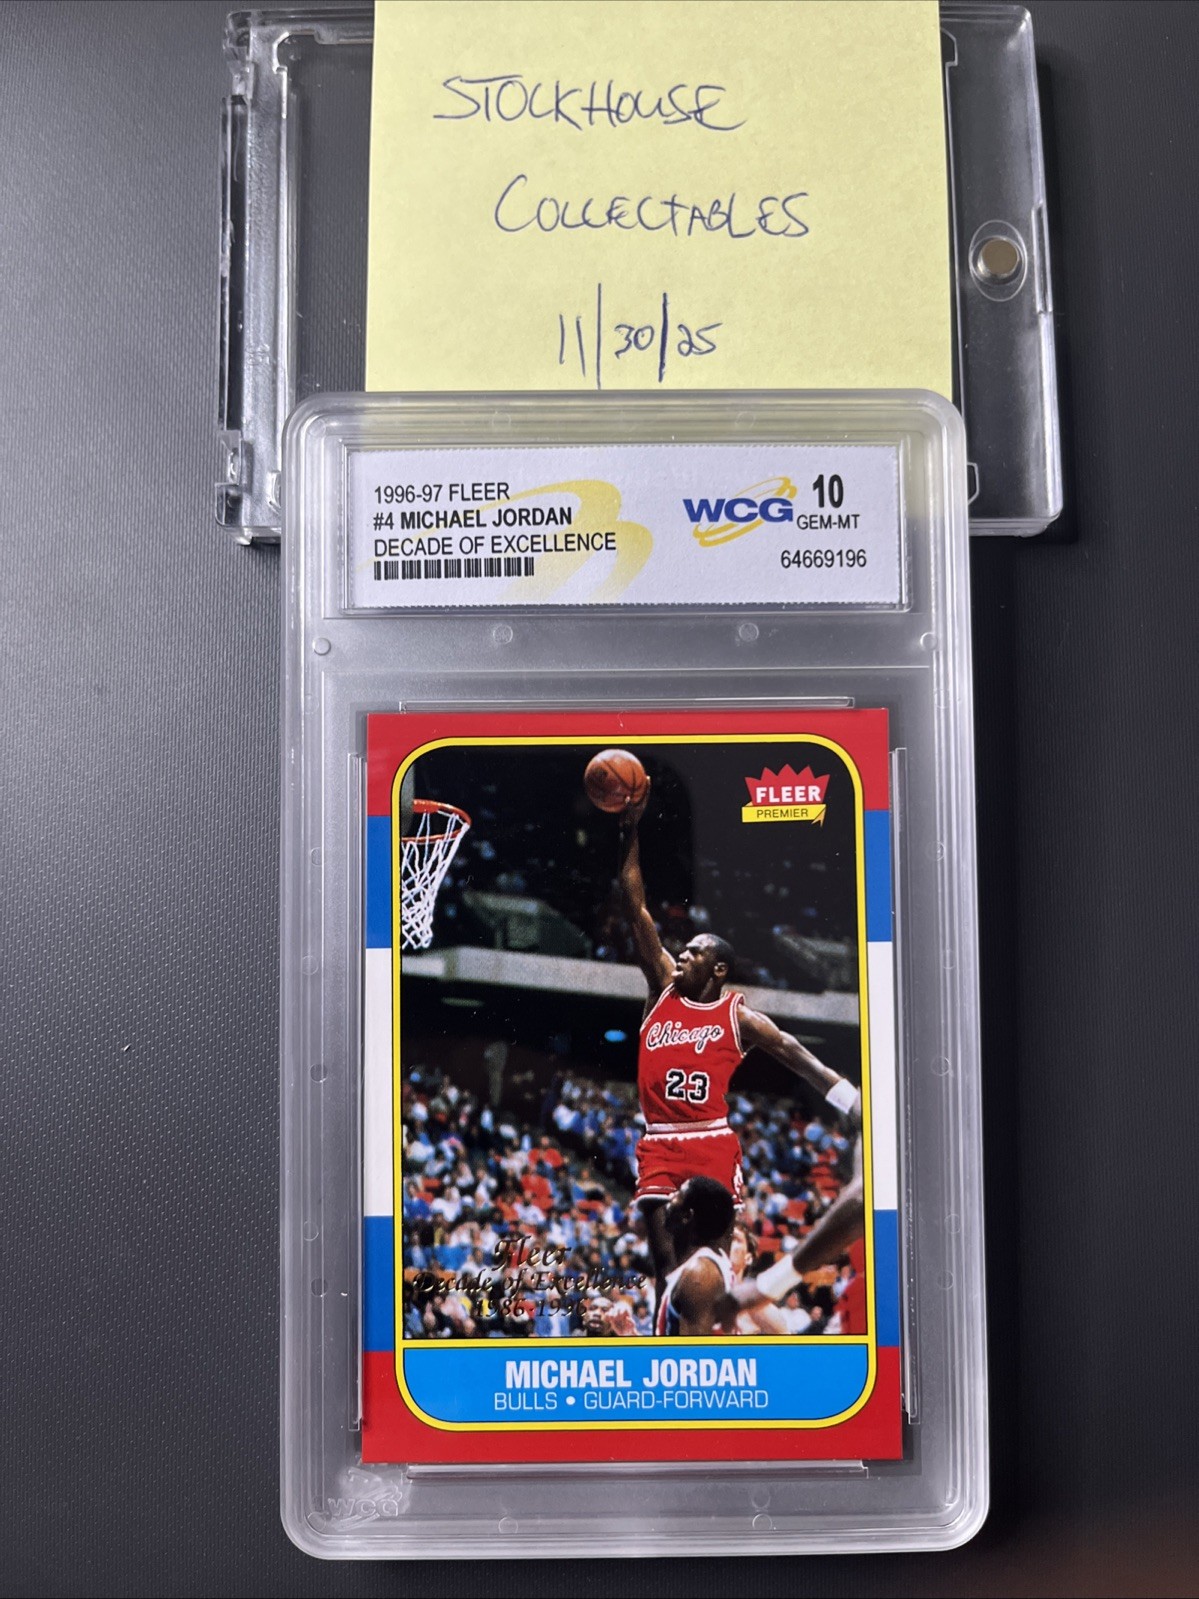 STOCKHOUSE
COLLECTABLES
11/30/25
1996-97 FLEER
#4 MICHAEL JORDAN
DECADE OF EXCELLENCE
WCG
10
GEM-MT
64669196
FLEER
PREMIER
Chicago
23
Fleer
Decade of Excellence
1986-1996
MICHAEL JORDAN
BULLS • GUARD-FORWARD
WCG